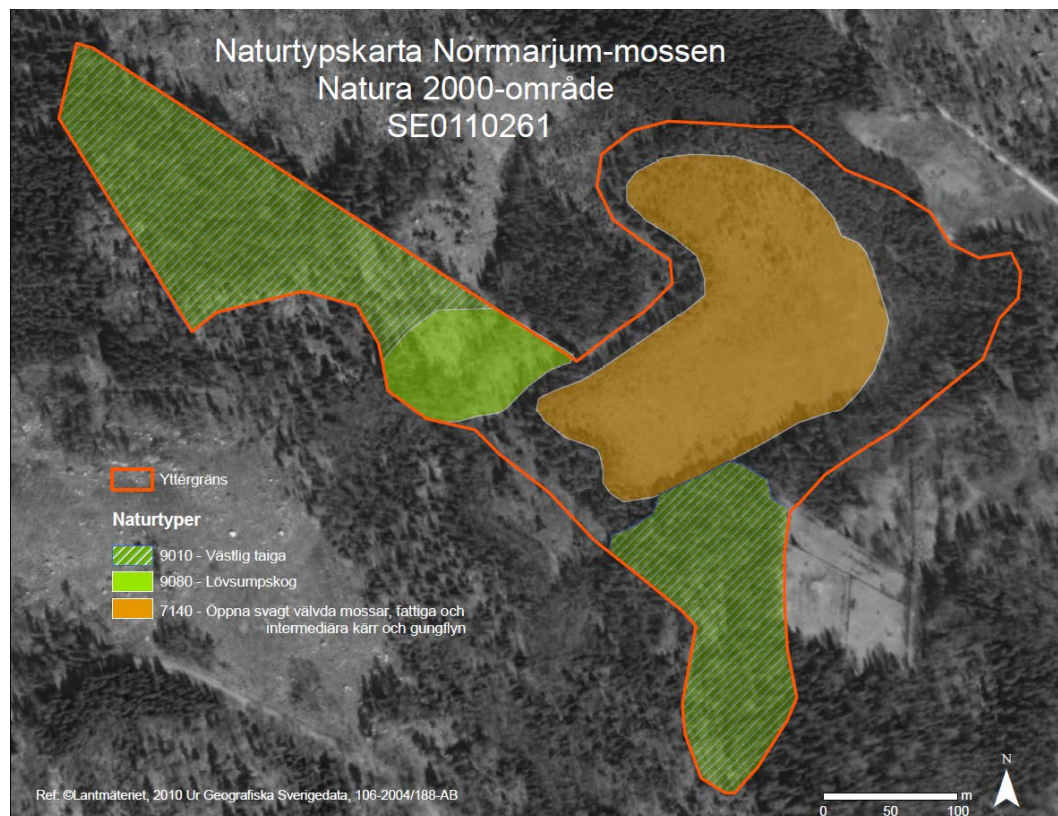 Naturtypskarta Norrmarjum-mossen
Natura 2000-område
SE0110261
Yttergräns
Naturtyper
9010 - Västlig taiga
9080 - Lövsumpskog
7140 - Öppna svagt välvda mossar, fattiga och
intermediära kärr och gungflyn
N
m
0 50 100
Ref: ©Lantmäteriet, 2010 Ur Geografiska Sverigedata, 106-2004/188-AB